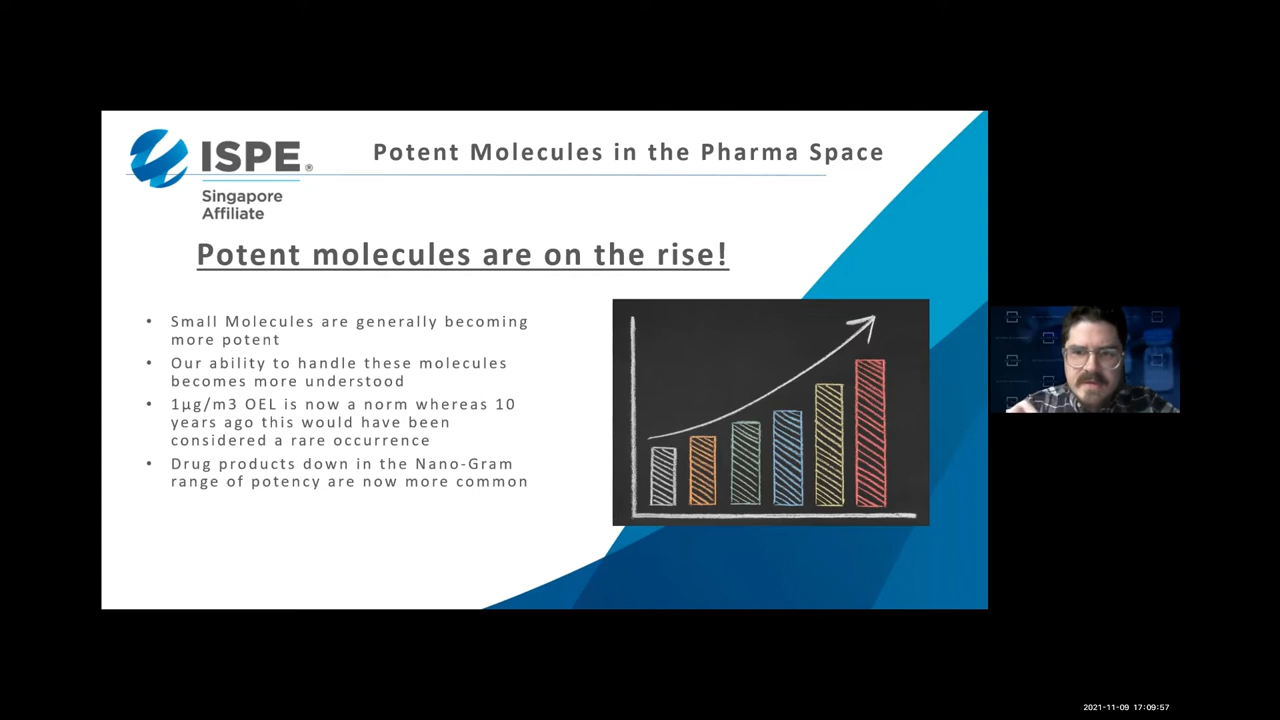 ISPE®
Singapore
Affiliate
Potent Molecules in the Pharma Space
Potent molecules are on the rise!
• Small Molecules are generally becoming
more potent
• Our ability to handle these molecules
becomes more understood
• 1µg/m3 OEL is now a norm whereas 10
years ago this would have been
considered a rare occurrence
• Drug products down in the Nano-Gram
range of potency are now more common
2021-11-09 17:09:57